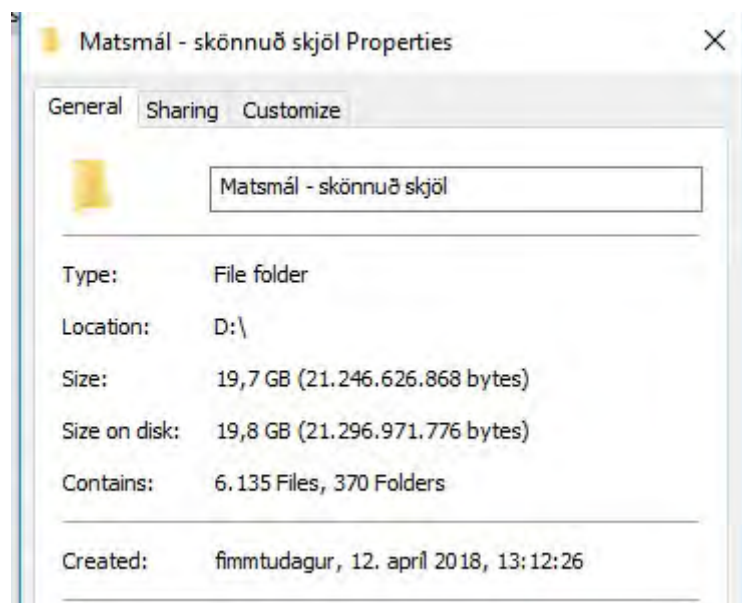 Matsmál - skönnuð skjöl Properties
General Sharing Customize
Matsmál - skönnuð skjöl
Type: File folder
Location: D:\
Size: 19,7 GB (21.246.626.868 bytes)
Size on disk: 19,8 GB (21.296.971.776 bytes)
Contains: 6.135 Files, 370 Folders
Created: fimmtudagur, 12. apríl 2018, 13:12:26